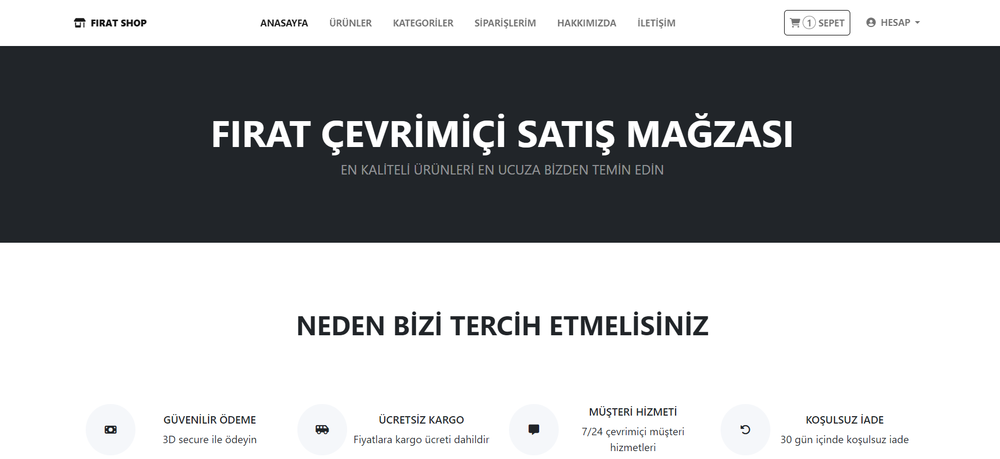 FIRAT SHOP
ANASAYFA
ÜRÜNLER
KATEGORİLER
SİPARİŞLERİM
HAKKIMIZDA
İLETİŞİM
1 SEPET
HESAP
FIRAT ÇEVRİMİÇİ SATIŞ MAĞZASI
EN KALİTELİ ÜRÜNLERİ EN UCUZA BİZDEN TEMİN EDİN
NEDEN BİZİ TERCİH ETMELİSİNİZ
GÜVENİLİR ÖDEME
3D secure ile ödeyin
ÜCRETSİZ KARGO
Fiyatlara kargo ücreti dahildir
MÜŞTERİ HİZMETİ
7/24 çevrimiçi müşteri
hizmetleri
KOŞULSUZ İADE
30 gün içinde koşulsuz iade